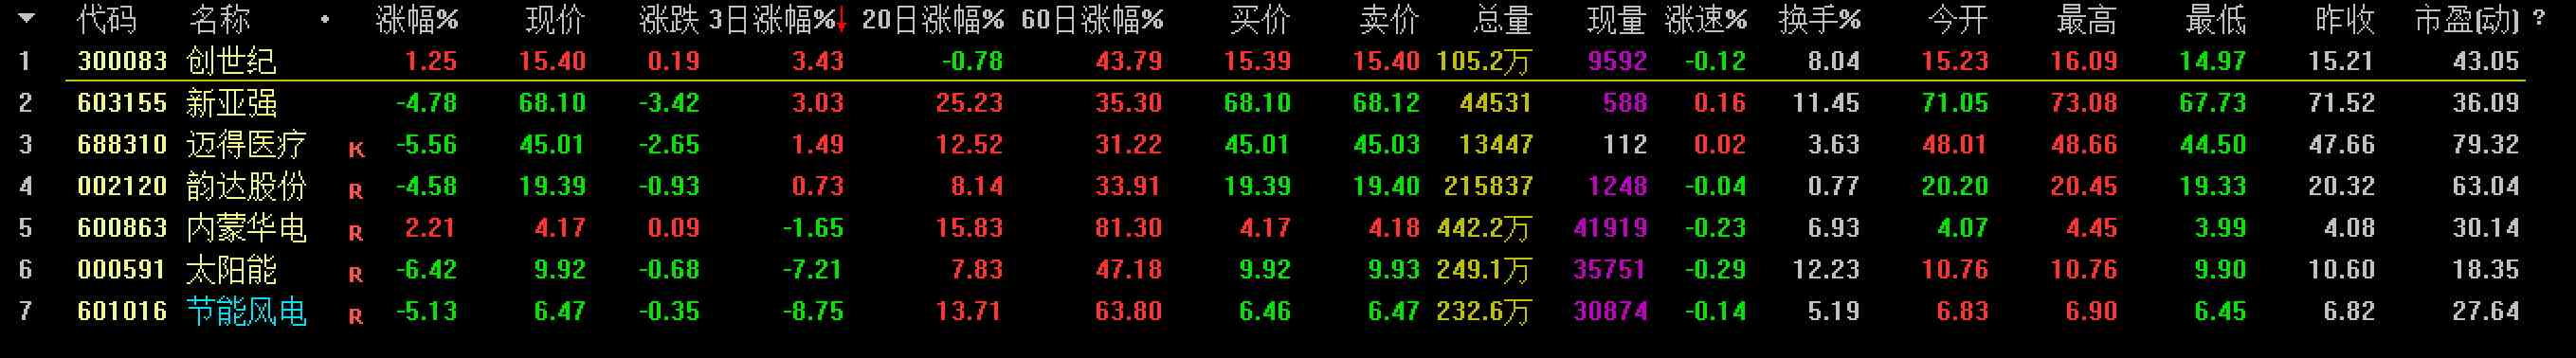 代码 名称 · 涨幅% 现价 涨跌 3日涨幅%↓ 20日涨幅% 60日涨幅% 买价 卖价 总量 现量 涨速% 换手% 今开 最高 最低 昨收 市盈(动) ?
1 300083 创世纪 1.25 15.40 0.19 3.43 -0.78 43.79 15.39 15.40 105.2万 9592 -0.12 8.04 15.23 16.09 14.97 15.21 43.05
2 603155 新亚强 -4.78 68.10 -3.42 3.03 25.23 35.30 68.10 68.12 44531 588 0.16 11.45 71.05 73.08 67.73 71.52 36.09
3 688310 迈得医疗 K -5.56 45.01 -2.65 1.49 12.52 31.22 45.01 45.03 13447 112 0.02 3.63 48.01 48.66 44.50 47.66 79.32
4 002120 韵达股份 R -4.58 19.39 -0.93 0.73 8.14 33.91 19.39 19.40 215837 1248 -0.04 0.77 20.20 20.45 19.33 20.32 63.04
5 600863 内蒙华电 R 2.21 4.17 0.09 -1.65 15.83 81.30 4.17 4.18 442.2万 41919 -0.23 6.93 4.07 4.45 3.99 4.08 30.14
6 000591 太阳能 R -6.42 9.92 -0.68 -7.21 7.83 47.18 9.92 9.93 249.1万 35751 -0.29 12.23 10.76 10.76 9.90 10.60 18.35
7 601016 节能风电 R -5.13 6.47 -0.35 -8.75 13.71 63.80 6.46 6.47 232.6万 30874 -0.14 5.19 6.83 6.90 6.45 6.82 27.64